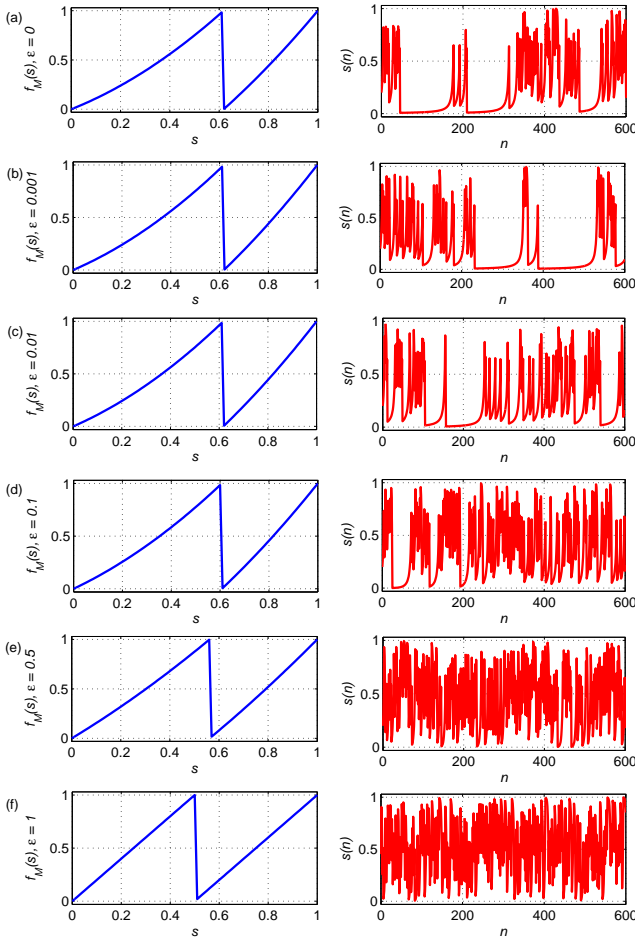 (a)
f_M(s), ε = 0
1
0.5
0
0 0.2 0.4 0.6 0.8 1
s
s(n)
1
0.5
0
0 200 400 600
n
(b)
f_M(s), ε = 0.001
1
0.5
0
0 0.2 0.4 0.6 0.8 1
s
s(n)
1
0.5
0
0 200 400 600
n
(c)
f_M(s), ε = 0.01
1
0.5
0
0 0.2 0.4 0.6 0.8 1
s
s(n)
1
0.5
0
0 200 400 600
n
(d)
f_M(s), ε = 0.1
1
0.5
0
0 0.2 0.4 0.6 0.8 1
s
s(n)
1
0.5
0
0 200 400 600
n
(e)
f_M(s), ε = 0.5
1
0.5
0
0 0.2 0.4 0.6 0.8 1
s
s(n)
1
0.5
0
0 200 400 600
n
(f)
f_M(s), ε = 1
1
0.5
0
0 0.2 0.4 0.6 0.8 1
s
s(n)
1
0.5
0
0 200 400 600
n